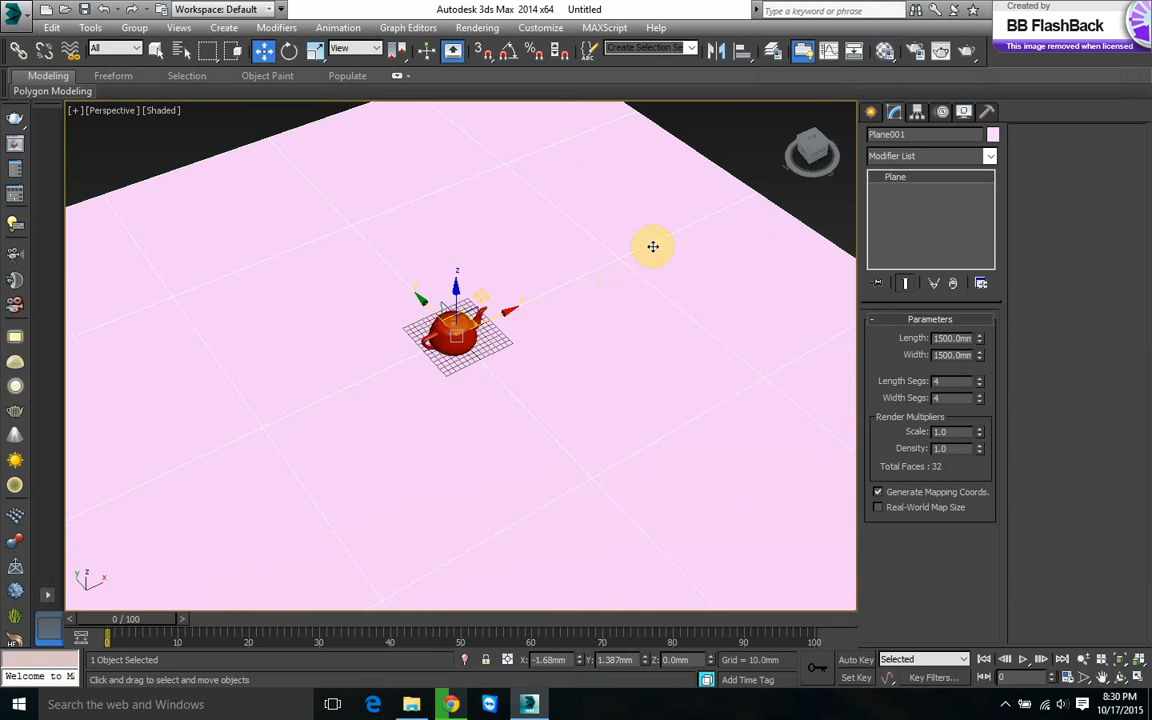 Workspace: Default
Autodesk 3ds Max 2014 x64 Untitled
Type a keyword or phrase
Created by
BB FlashBack
This image removed when licensed
Edit Tools Group Views Create Modifiers Animation Graph Editors Rendering Customize MAXScript Help
All
View
Create Selection Se
Modeling Freeform Selection Object Paint Populate
Polygon Modeling
[+] [Perspective] [Shaded]
Plane001
Modifier List
Plane
z
Parameters
Length: 1500.0mm
Width: 1500.0mm
Length Segs: 4
Width Segs: 4
Render Multipliers
Scale: 1.0
Density: 1.0
Total Faces : 32
Generate Mapping Coords.
Real-World Map Size
z
y
x
0 / 100
0 10 20 30 40 50 60 70 80 90 100
1 Object Selected
X: -1.68mm Y: 1.387mm Z: 0.0mm Grid = 10.0mm
Auto Key Selected
Welcome to M
Click and drag to select and move objects
Add Time Tag
Set Key Key Filters...
0
Search the web and Windows
8:30 PM
10/17/2015